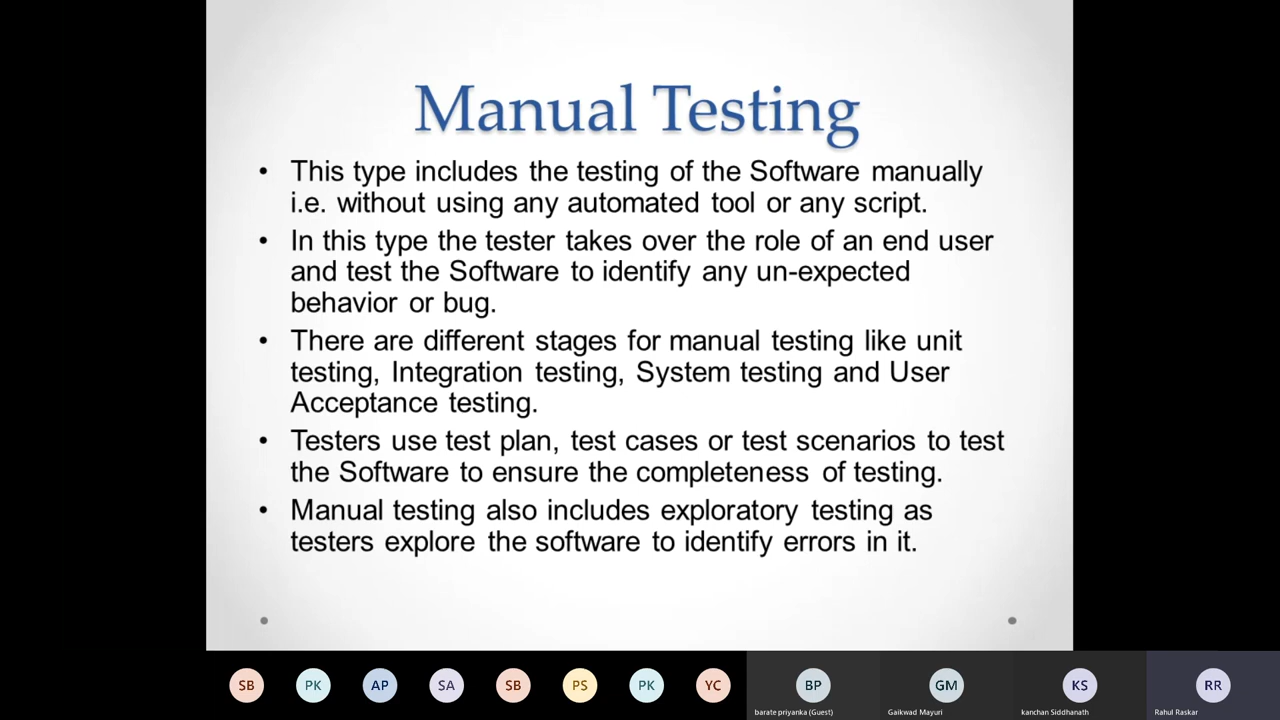 Manual Testing
• This type includes the testing of the Software manually
i.e. without using any automated tool or any script.
• In this type the tester takes over the role of an end user
and test the Software to identify any un-expected
behavior or bug.
• There are different stages for manual testing like unit
testing, Integration testing, System testing and User
Acceptance testing.
• Testers use test plan, test cases or test scenarios to test
the Software to ensure the completeness of testing.
• Manual testing also includes exploratory testing as
testers explore the software to identify errors in it.
SB PK AP SA SB PS PK YC BP GM KS RR
barate priyanka (Guest) Gaikwad Mayuri kanchan Siddhanath Rahul Raskar